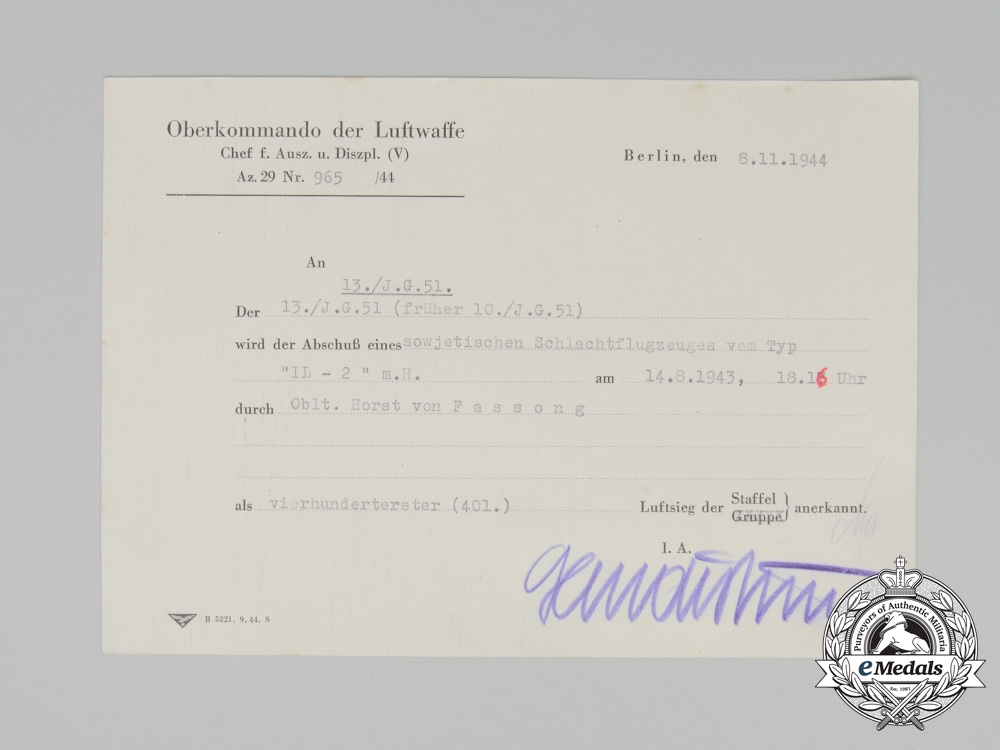 Oberkommando der Luftwaffe
Chef f. Ausz. u. Diszpl. (V)
Az. 29 Nr. 965 /44
Berlin, den 8.11.1944
An
13./J.G.51.
Der 13./J.G.51 (früher 10./J.G.51)
wird der Abschuß eines sowjetischen Schlachtflugzeuges vom Typ
"IL - 2 " m.H. am 14.8.1943, 18.16 Uhr
durch Oblt. Horst von F a s s o n g
als vierhunderterster (401.) Luftsieg der Staffel Gruppe anerkannt.
I. A.
B 5221. 9. 44. S
Purveyors of Authentic Militaria
eMedals
Est. 1987